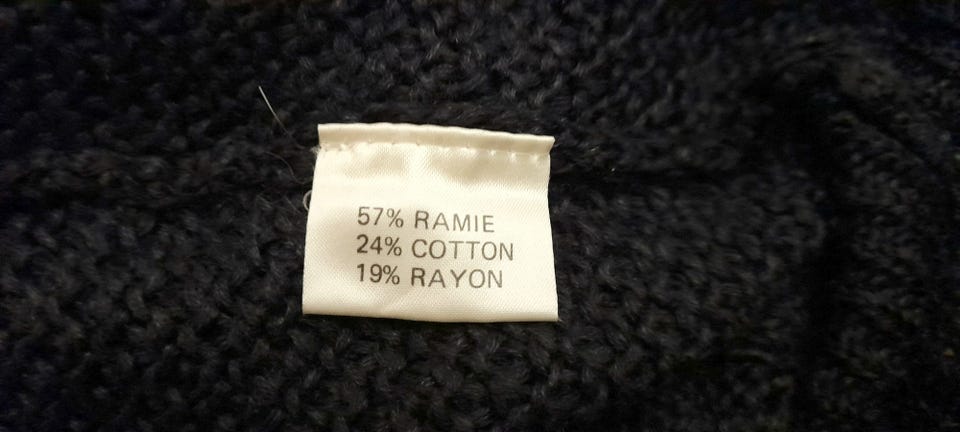 57% RAMIE
24% COTTON
19% RAYON